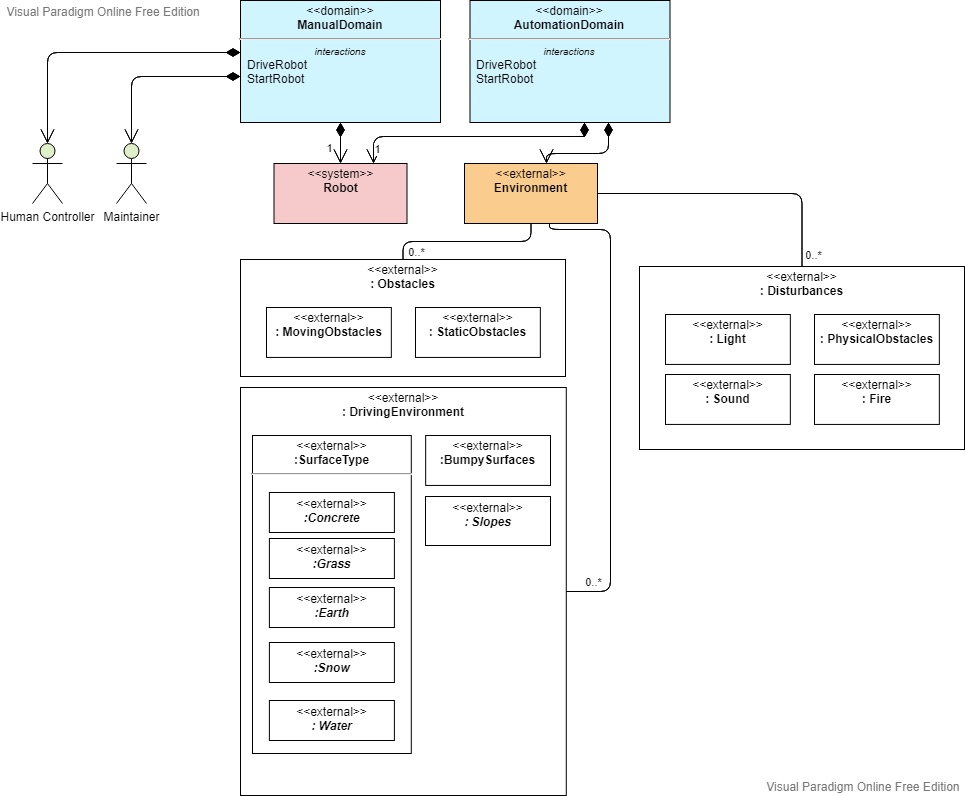 Visual Paradigm Online Free Edition
<<domain>>
ManualDomain
interactions
DriveRobot
StartRobot
<<domain>>
AutomationDomain
interactions
DriveRobot
StartRobot
Human Controller
Maintainer
1
1
<<system>>
Robot
<<external>>
Environment
0..*
<<external>>
: Obstacles
<<external>>
: MovingObstacles
<<external>>
: StaticObstacles
0..*
<<external>>
: Disturbances
<<external>>
: Light
<<external>>
: PhysicalObstacles
<<external>>
: Sound
<<external>>
: Fire
<<external>>
: DrivingEnvironment
<<external>>
:SurfaceType
<<external>>
:Concrete
<<external>>
:Grass
<<external>>
:Earth
<<external>>
:Snow
<<external>>
: Water
<<external>>
:BumpySurfaces
<<external>>
: Slopes
0..*
Visual Paradigm Online Free Edition